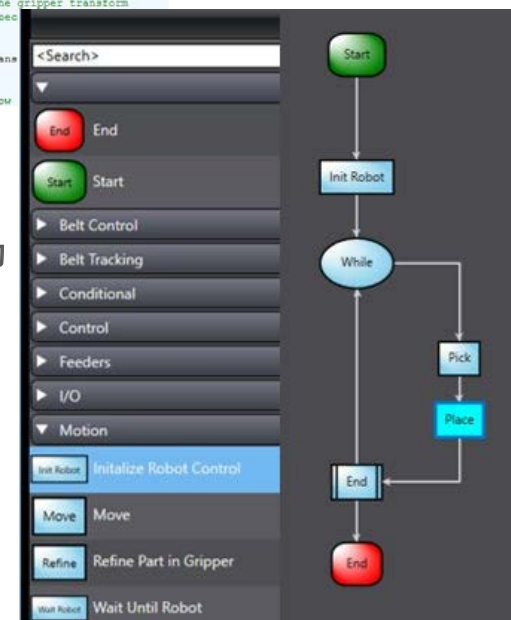 he gripper transform
<Search>
End
End
Start
Start
Belt Control
Belt Tracking
Conditional
Control
Feeders
I/O
Motion
Init Robot
Initalize Robot Control
Move
Move
Refine
Refine Part in Gripper
Wait Robot
Wait Until Robot
Start
Init Robot
While
Pick
Place
End
End